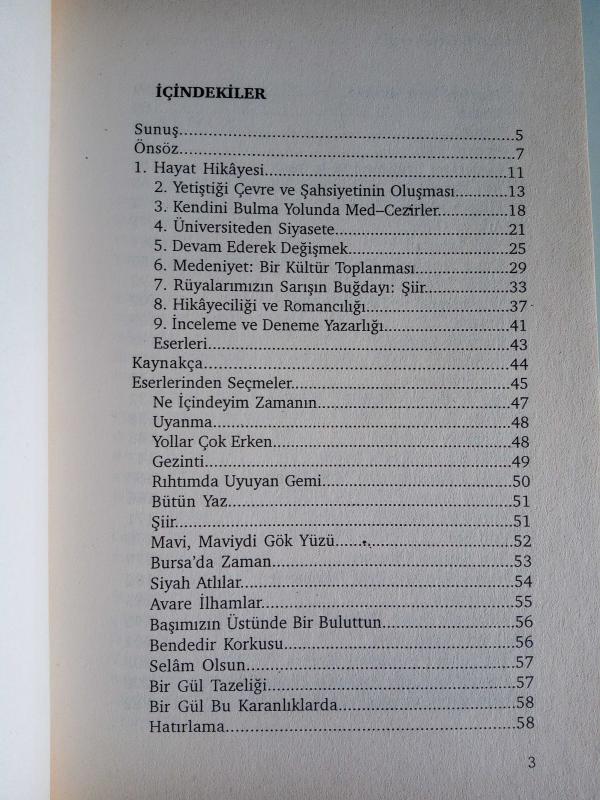 İÇİNDEKİLER
Sunuş.....................................................................5
Önsöz.....................................................................7
1. Hayat Hikâyesi.....................................................11
2. Yetiştiği Çevre ve Şahsiyetinin Oluşması...........13
3. Kendini Bulma Yolunda Med–Cezirler..............18
4. Üniversiteden Siyasete.......................................21
5. Devam Ederek Değişmek..................................25
6. Medeniyet: Bir Kültür Toplanması....................29
7. Rüyalarımızın Sarışın Buğdayı: Şiir..................33
8. Hikâyeciliği ve Romancılığı...............................37
9. İnceleme ve Deneme Yazarlığı..........................41
Eserleri...................................................................43
Kaynakça..................................................................44
Eserlerinden Seçmeler..............................................45
Ne İçindeyim Zamanın........................................47
Uyanma..................................................................48
Yollar Çok Erken..................................................48
Gezinti...................................................................49
Rıhtımda Uyuyan Gemi.......................................50
Bütün Yaz..............................................................51
Şiir..........................................................................51
Mavi, Maviydi Gök Yüzü.....................................52
Bursa'da Zaman....................................................53
Siyah Atlılar...........................................................54
Avare İlhamlar.......................................................55
Başımızın Üstünde Bir Buluttun.........................56
Bendedir Korkusu.................................................56
Selâm Olsun..........................................................57
Bir Gül Tazeliği.....................................................57
Bir Gül Bu Karanlıklarda.....................................58
Hatırlama...............................................................58
3